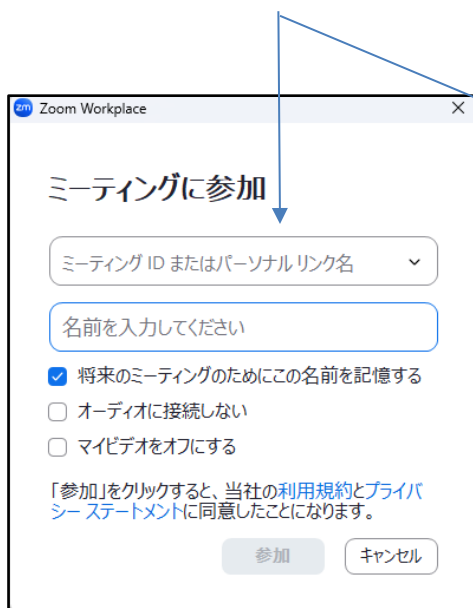 zm Zoom Workplace
ミーティングに参加
ミーティング ID またはパーソナル リンク名
名前を入力してください
将来のミーティングのためにこの名前を記憶する
オーディオに接続しない
マイビデオをオフにする
「参加」をクリックすると、当社の利用規約とプライバ
シー ステートメントに同意したことになります。
参加 キャンセル